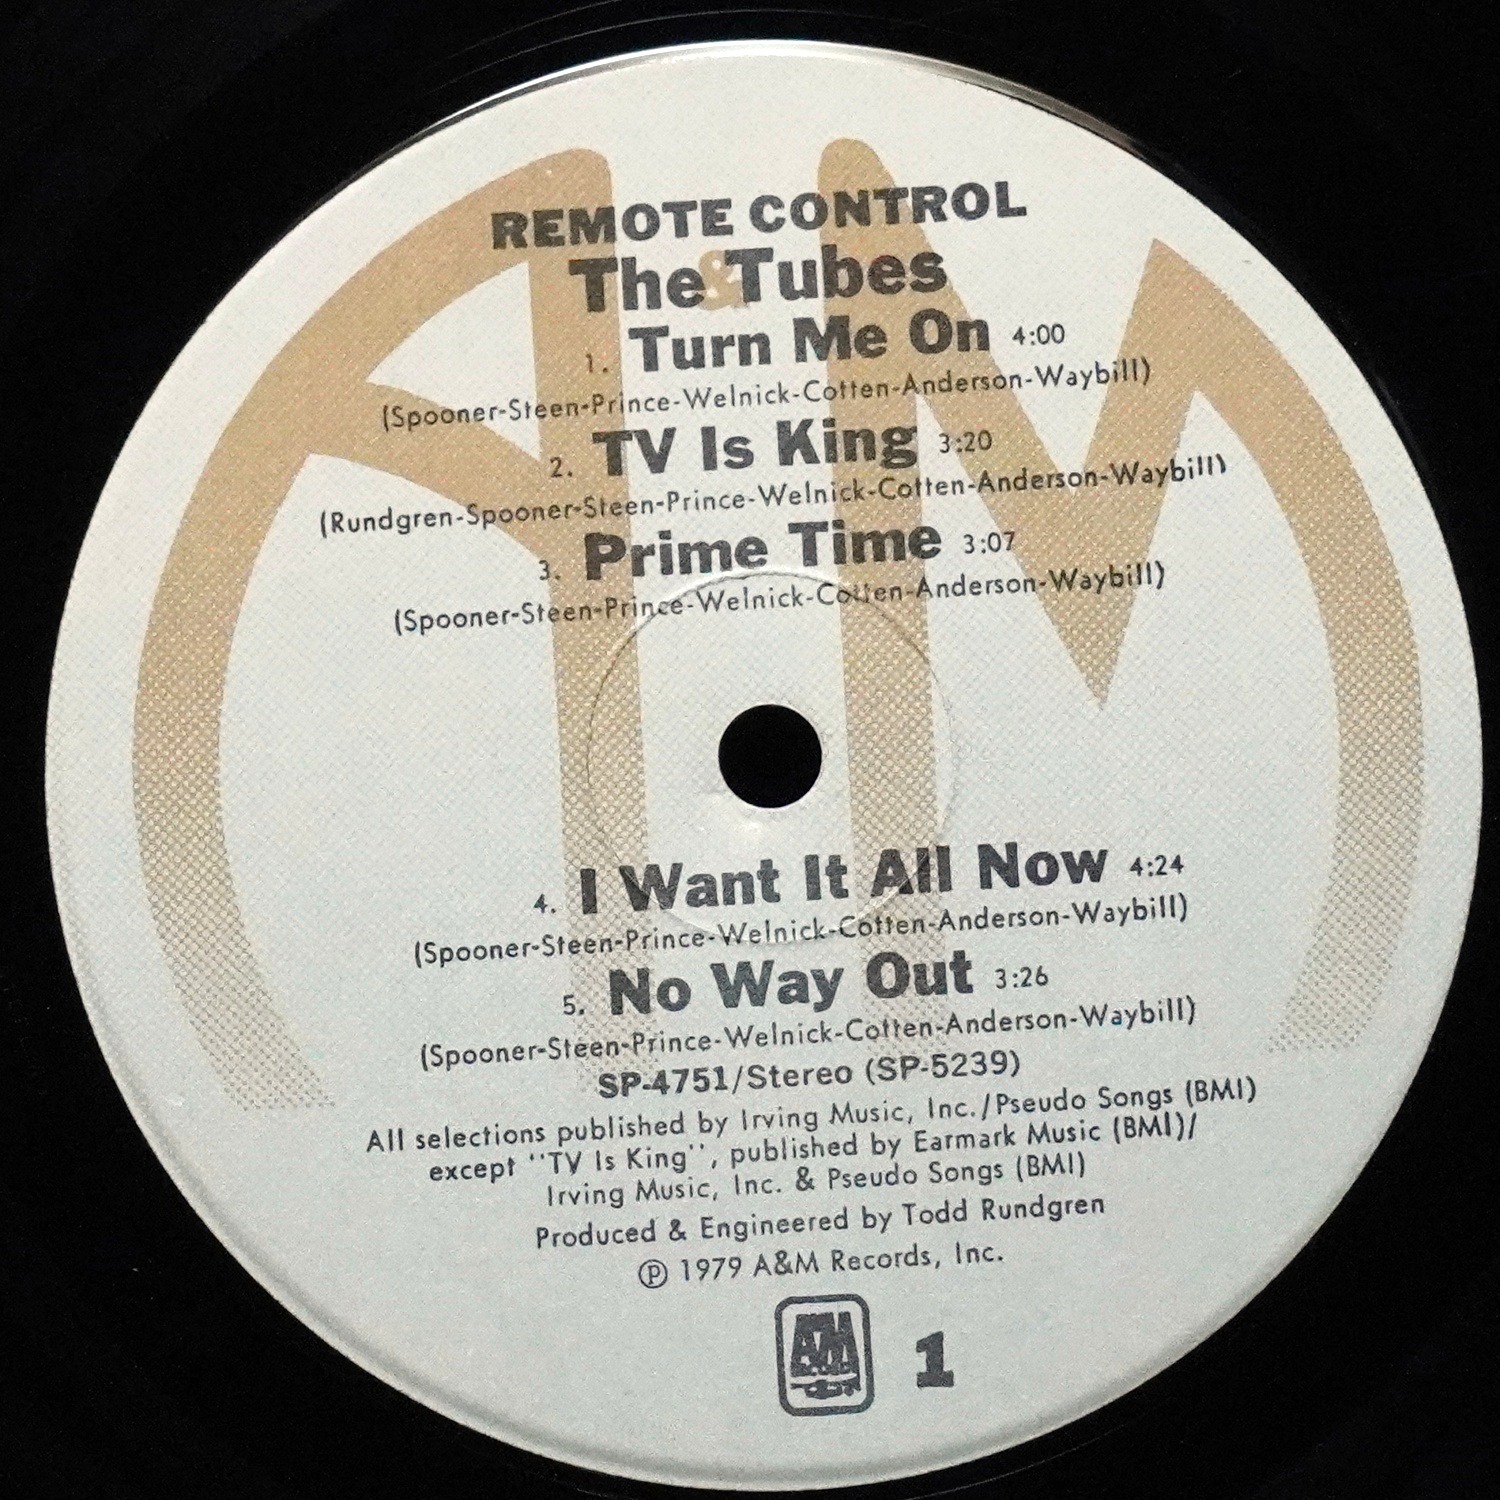 REMOTE CONTROL
The Tubes
1. Turn Me On 4:00
(Spooner-Steen-Prince-Welnick-Cotten-Anderson-Waybill)
2. TV Is King 3:20
(Rundgren-Spooner-Steen-Prince-Welnick-Cotten-Anderson-Waybill)
3. Prime Time 3:07
(Spooner-Steen-Prince-Welnick-Cotten-Anderson-Waybill)
4. I Want It All Now 4:24
(Spooner-Steen-Prince-Welnick-Cotten-Anderson-Waybill)
5. No Way Out 3:26
(Spooner-Steen-Prince-Welnick-Cotten-Anderson-Waybill)
SP-4751/Stereo (SP-5239)
All selections published by Irving Music, Inc./Pseudo Songs (BMI)
except ''TV Is King'', published by Earmark Music (BMI)/
Irving Music, Inc. & Pseudo Songs (BMI)
Produced & Engineered by Todd Rundgren
℗ 1979 A&M Records, Inc.
A&M 1